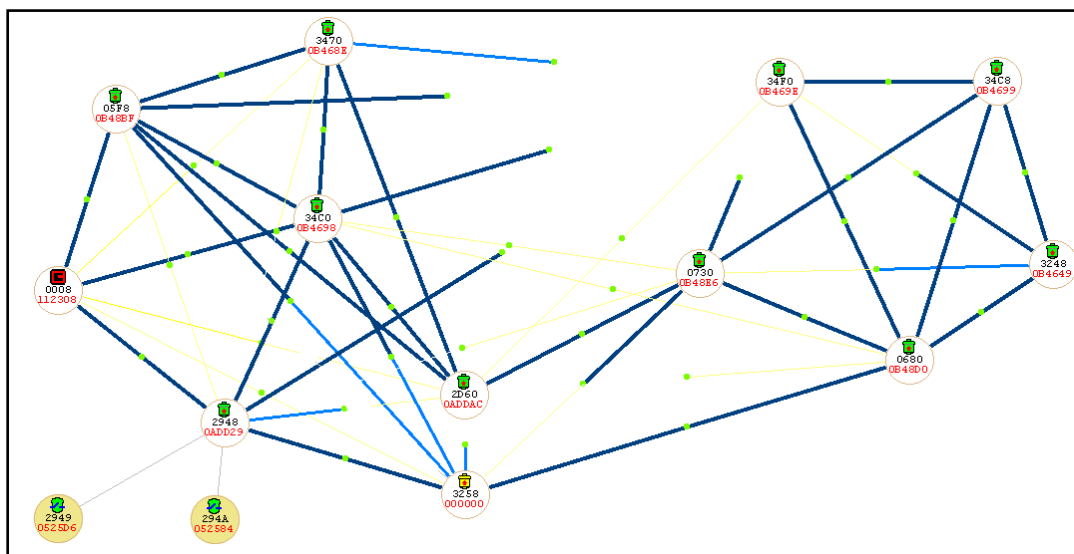 3470
0B468E
34F0
0B469E
34C8
0B4699
05F8
0B48BF
34C0
0B4698
0730
0B48E6
3248
0B4649
0008
112308
0680
0B48D0
2D60
0ADDAC
2948
0ADD29
3258
000000
2949
0525D6
294A
052584